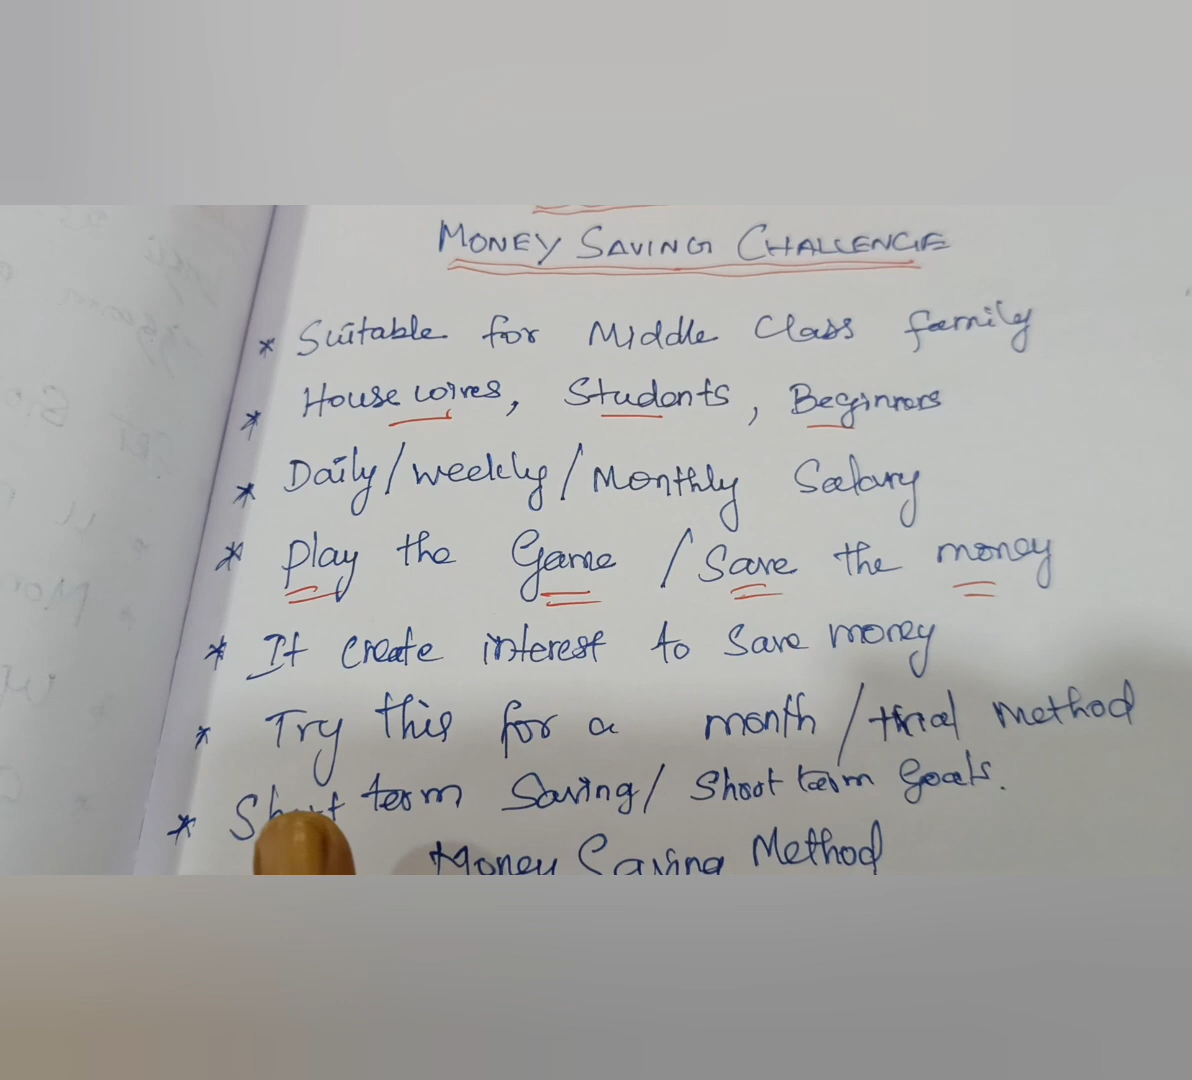 MONEY SAVING CHALLENGE
* Suitable for Middle Class family
* House wives, Students, Beginners
* Daily/weekly/Monthly Salary
* Play the Game / Save the money
* It create interest to Save money
* Try this for a month / trial Method
* Short term Saving / Short term Goals.
Money Saving Method